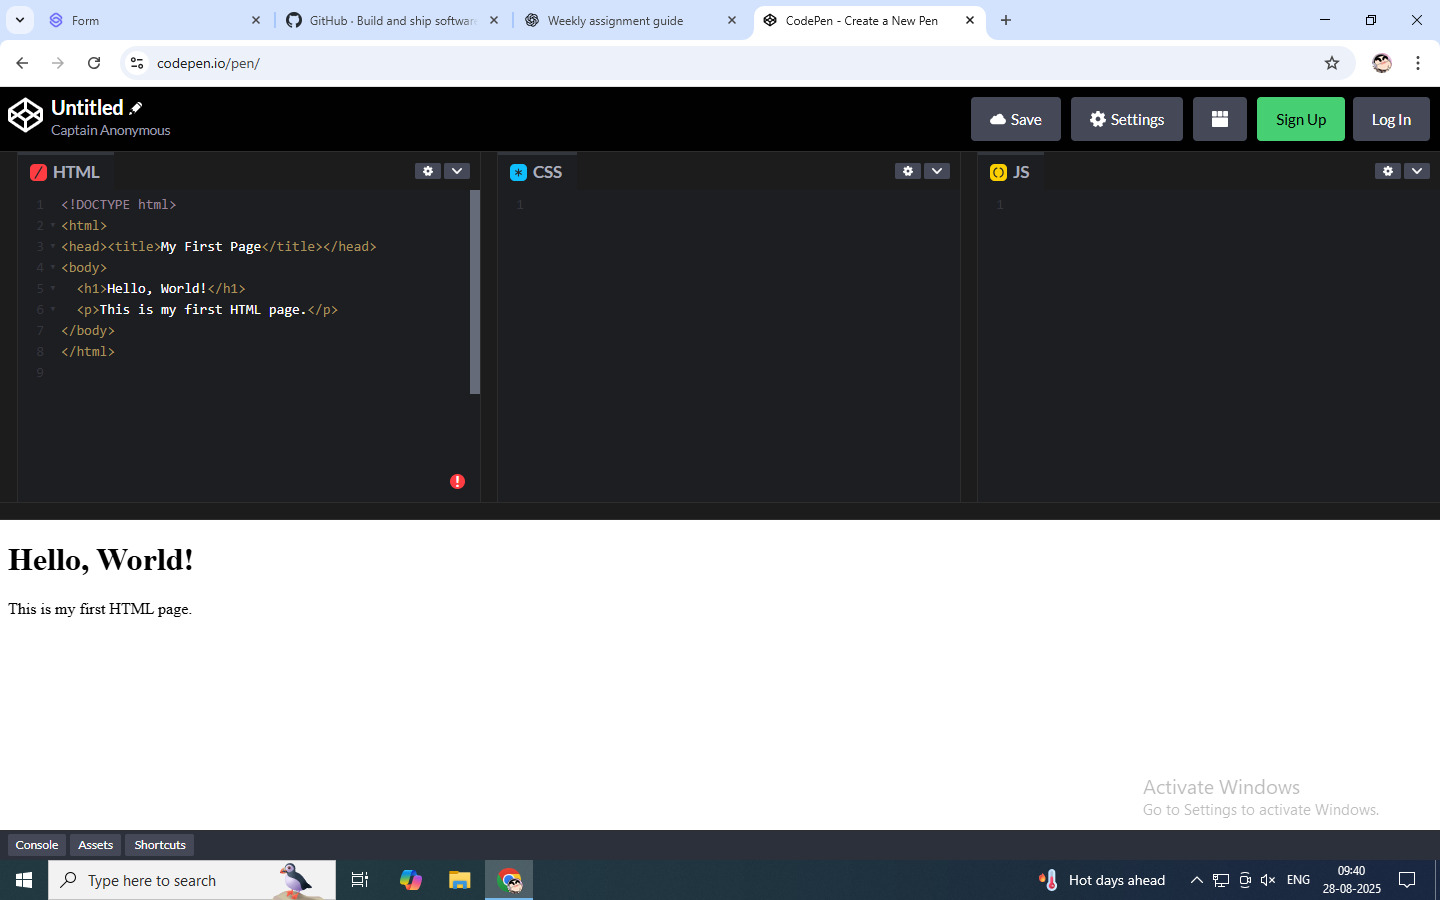 Form
GitHub · Build and ship software
Weekly assignment guide
CodePen - Create a New Pen
codepen.io/pen/
Untitled
Captain Anonymous
Save
Settings
Sign Up
Log In
HTML
1 <!DOCTYPE html>
2 <html>
3 <head><title>My First Page</title></head>
4 <body>
5 <h1>Hello, World!</h1>
6 <p>This is my first HTML page.</p>
7 </body>
8 </html>
9
CSS
1
JS
1
Hello, World!
This is my first HTML page.
Activate Windows
Go to Settings to activate Windows.
Console Assets Shortcuts
Type here to search
Hot days ahead
ENG
09:40
28-08-2025